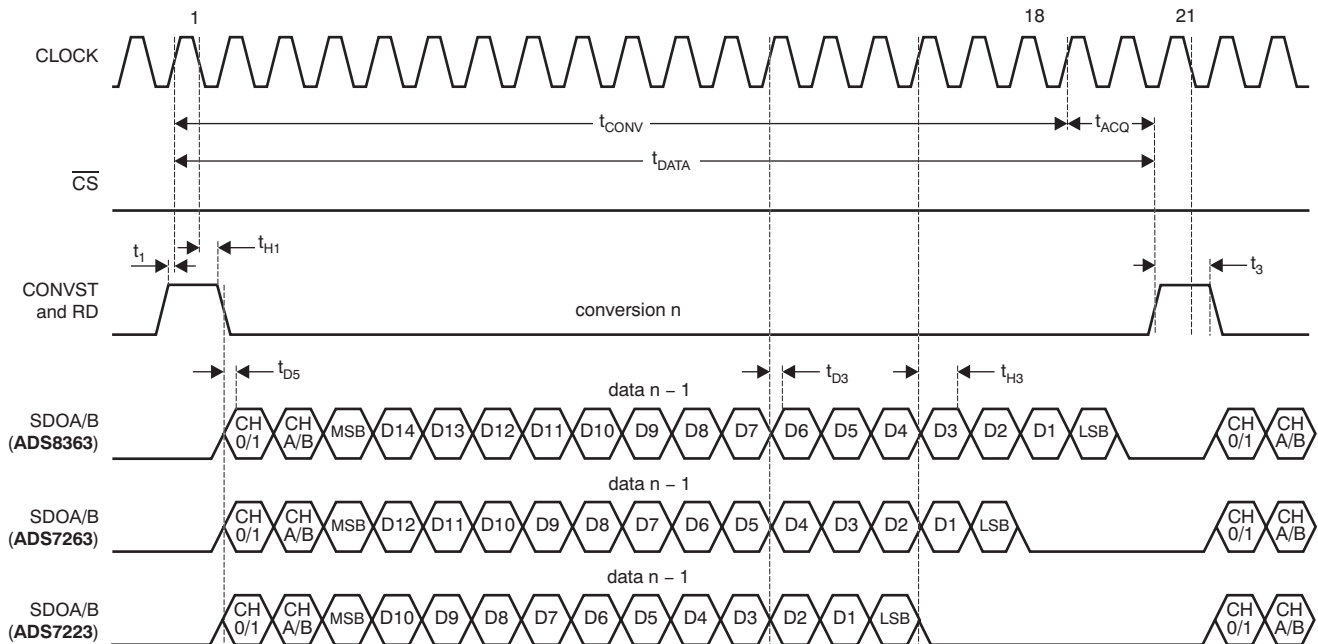 1 18 21
CLOCK
tCONV tACQ
tDATA
CS
t1 tH1 t3
CONVST
and RD
conversion n
tD5 tD3 tH3
data n − 1
SDOA/B
(ADS8363)
CH
0/1 CH
A/B MSB D14 D13 D12 D11 D10 D9 D8 D7 D6 D5 D4 D3 D2 D1 LSB CH
0/1 CH
A/B
data n − 1
SDOA/B
(ADS7263)
CH
0/1 CH
A/B MSB D12 D11 D10 D9 D8 D7 D6 D5 D4 D3 D2 D1 LSB CH
0/1 CH
A/B
data n − 1
SDOA/B
(ADS7223)
CH
0/1 CH
A/B MSB D10 D9 D8 D7 D6 D5 D4 D3 D2 D1 LSB CH
0/1 CH
A/B